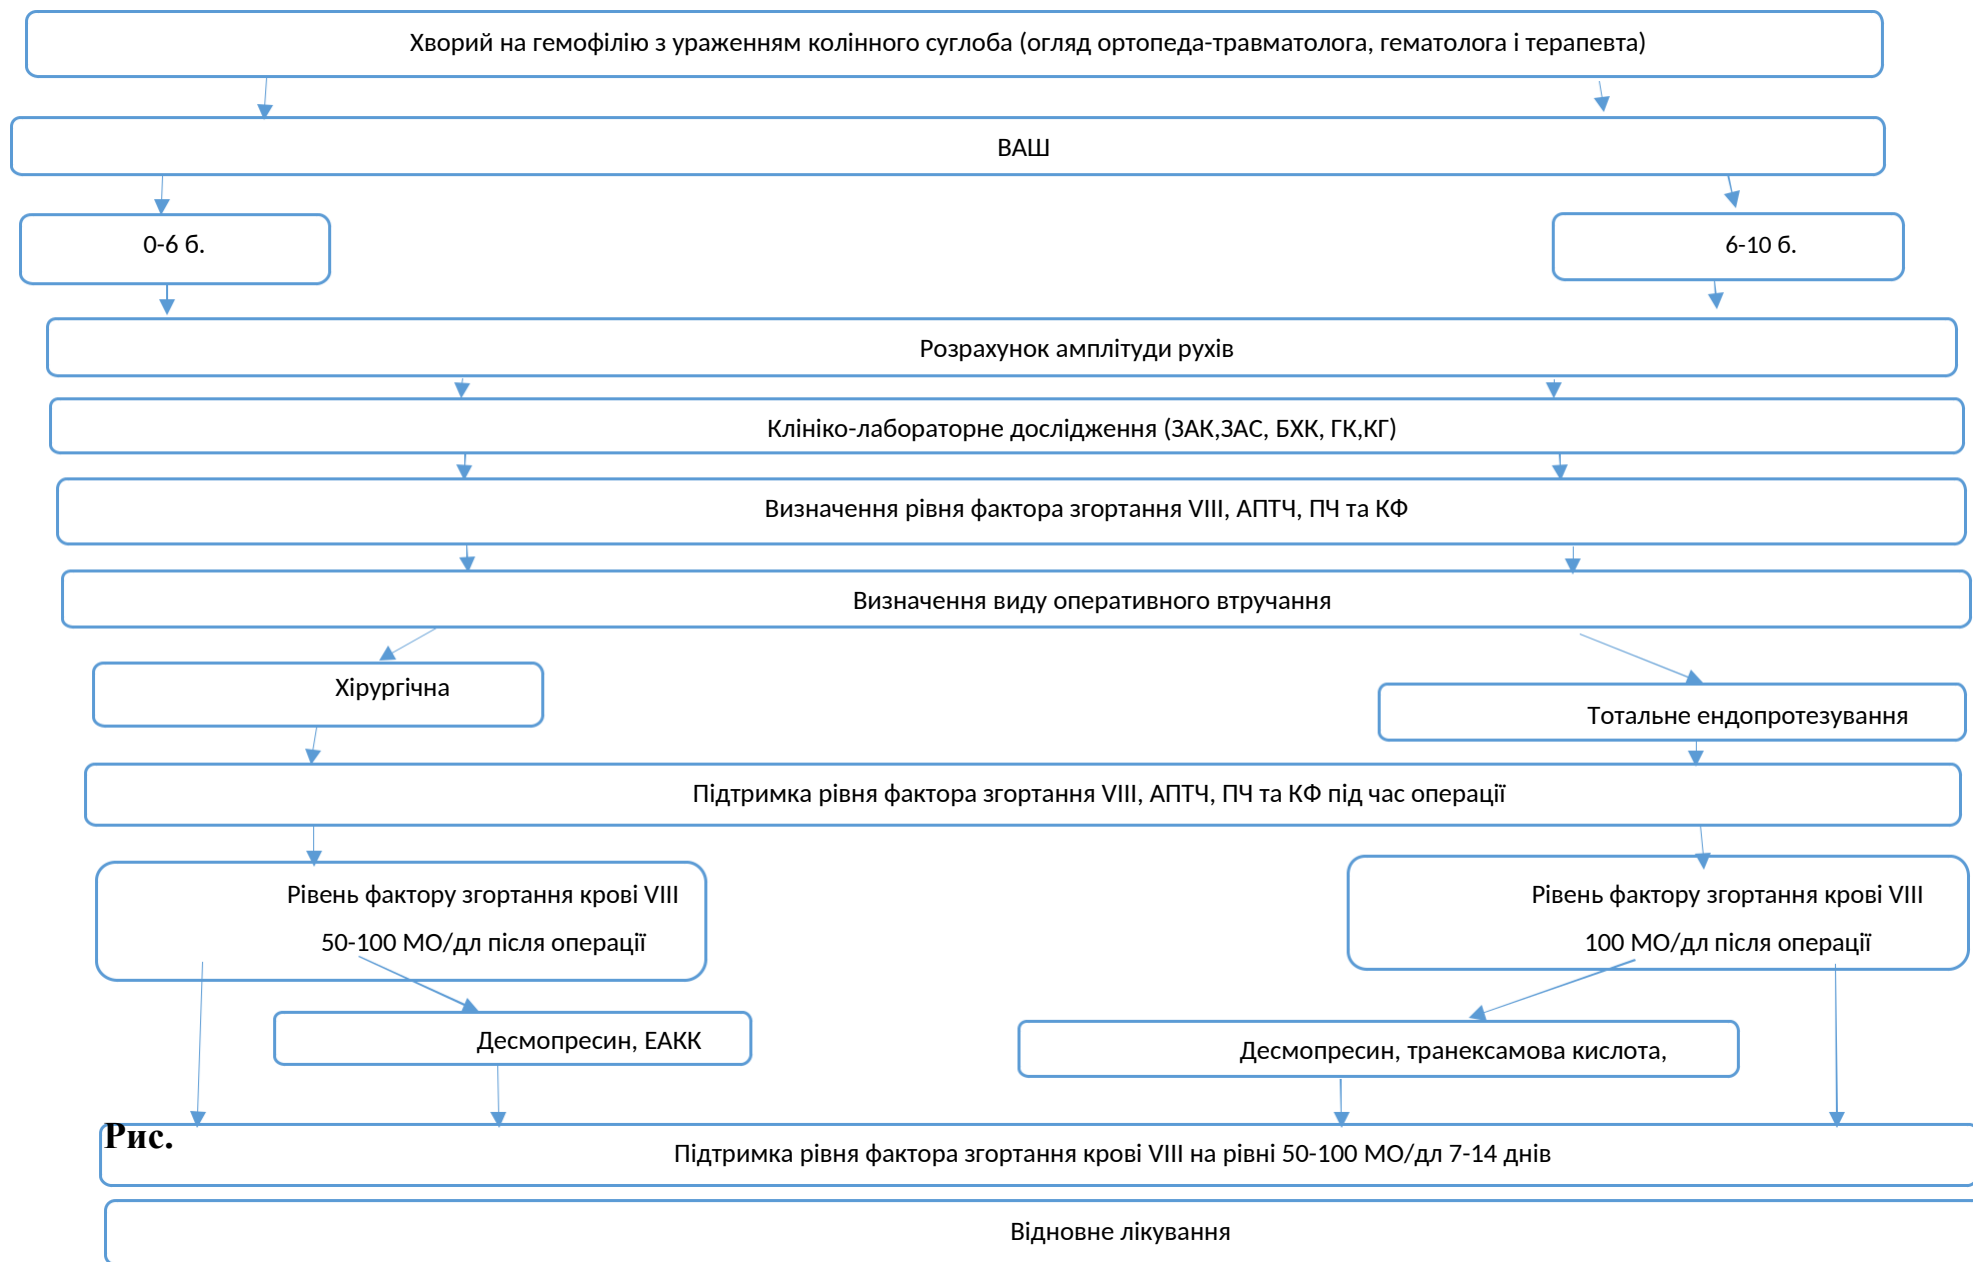 Хворий на гемофілію з ураженням колінного суглоба (огляд ортопеда-травматолога, гематолога і терапевта)
ВАШ
0-6 б.
6-10 б.
Розрахунок амплітуди рухів
Клініко-лабораторне дослідження (ЗАК,ЗАС, БХК, ГК,КГ)
Визначення рівня фактора згортання VIII, АПТЧ, ПЧ та КФ
Визначення виду оперативного втручання
Хірургічна
Тотальне ендопротезування
Підтримка рівня фактора згортання VIII, АПТЧ, ПЧ та КФ під час операції
Рівень фактору згортання крові VIII
50-100 МО/дл після операції
Рівень фактору згортання крові VIII
100 МО/дл після операції
Десмопресин, ЕАКК
Десмопресин, транексамова кислота,
Рис.
Підтримка рівня фактора згортання крові VIII на рівні 50-100 МО/дл 7-14 днів
Відновне лікування